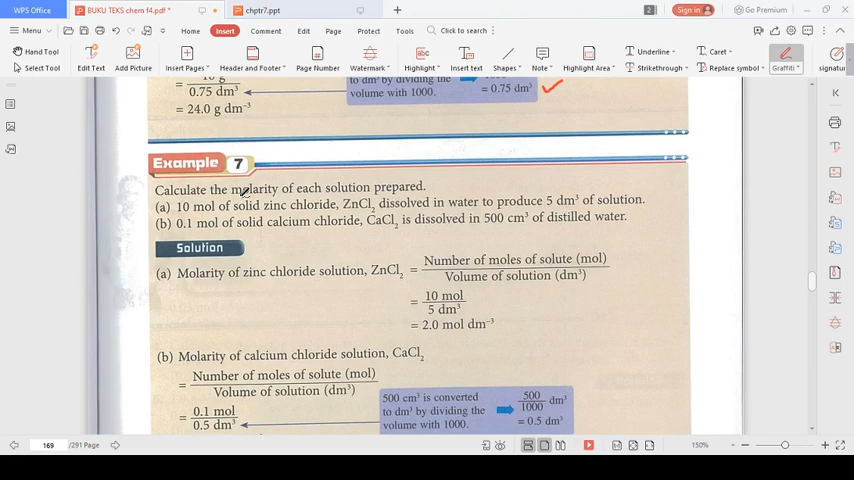 WPS Office
BUKU TEKS chem f4.pdf *
chptr7.ppt
+
2
Sign in
Go Premium
Menu
Home
Insert
Edit
Page
Protect
Tools
Click to search
Hand Tool
Select Tool
Edit Text
Add Picture
Insert Pages
Header and Footer
Page Number
Watermark
Highlight
Insert Text
Shapes
Note
Highlight Area
Underline
Strikethrough
Caret
Replace symbol
Graffiti
signatur
= 0.75 dm³
to dm³ by dividing the
volume with 1000.
= 0.75 dm³
= 24.0 g dm⁻³
Example 7
Calculate the molarity of each solution prepared.
(a) 10 mol of solid zinc chloride, ZnCl₂ dissolved in water to produce 5 dm³ of solution.
(b) 0.1 mol of solid calcium chloride, CaCl₂ is dissolved in 500 cm³ of distilled water.
Solution
(a) Molarity of zinc chloride solution, ZnCl₂ = Number of moles of solute (mol)
Volume of solution (dm³)
= 10 mol
5 dm³
= 2.0 mol dm⁻³
(b) Molarity of calcium chloride solution, CaCl₂
= Number of moles of solute (mol)
Volume of solution (dm³)
= 0.1 mol
0.5 dm³
500 cm³ is converted
to dm³ by dividing the
volume with 1000.
500
1000 dm³
= 0.5 dm³
169
/291 Page
150%